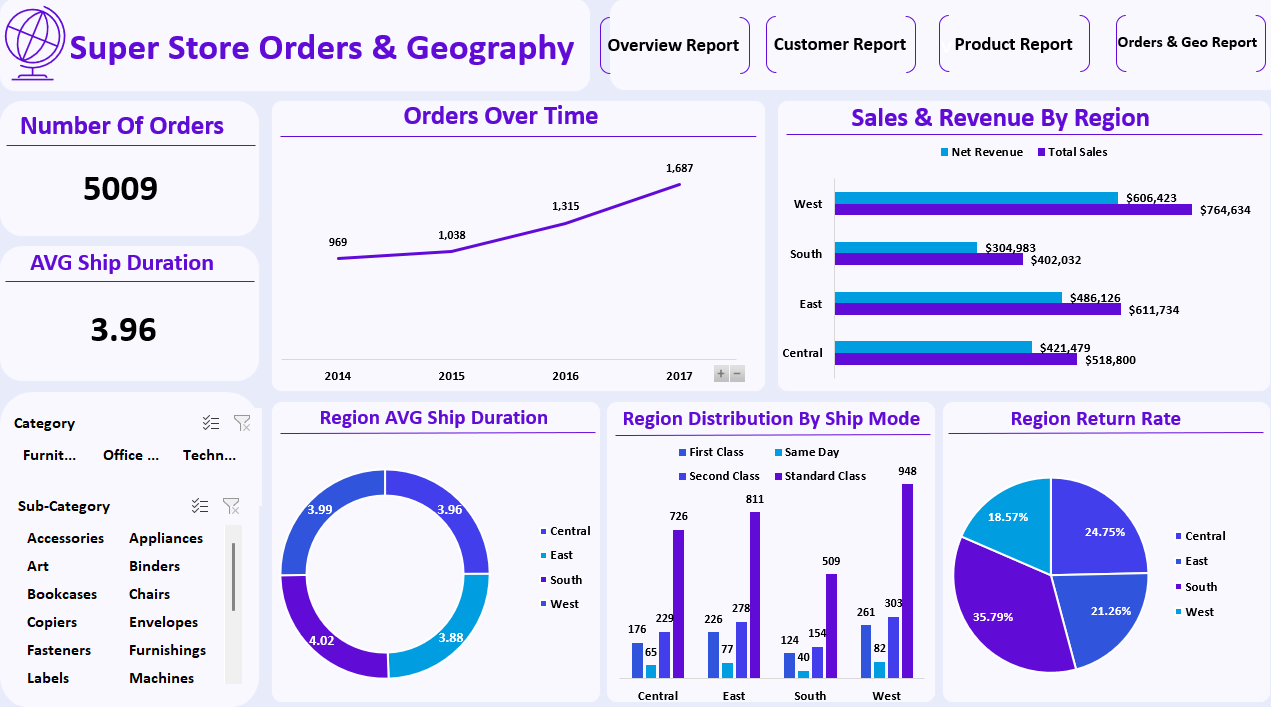 Super Store Orders & Geography
Overview Report
Customer Report
Product Report
Orders & Geo Report
Number Of Orders
5009
AVG Ship Duration
3.96
Orders Over Time
969
1,038
1,315
1,687
2014
2015
2016
2017
+ −
Sales & Revenue By Region
Net Revenue
Total Sales
West
$606,423
$764,634
South
$304,983
$402,032
East
$486,126
$611,734
Central
$421,479
$518,800
Category
Furnit...
Office ...
Techn...
Sub-Category
Accessories
Appliances
Art
Binders
Bookcases
Chairs
Copiers
Envelopes
Fasteners
Furnishings
Labels
Machines
Region AVG Ship Duration
3.99
3.96
4.02
3.88
Central
East
South
West
Region Distribution By Ship Mode
First Class
Same Day
Second Class
Standard Class
176
65
229
726
226
77
278
811
124
40
154
509
261
82
303
948
Central
East
South
West
Region Return Rate
18.57%
24.75%
35.79%
21.26%
Central
East
South
West